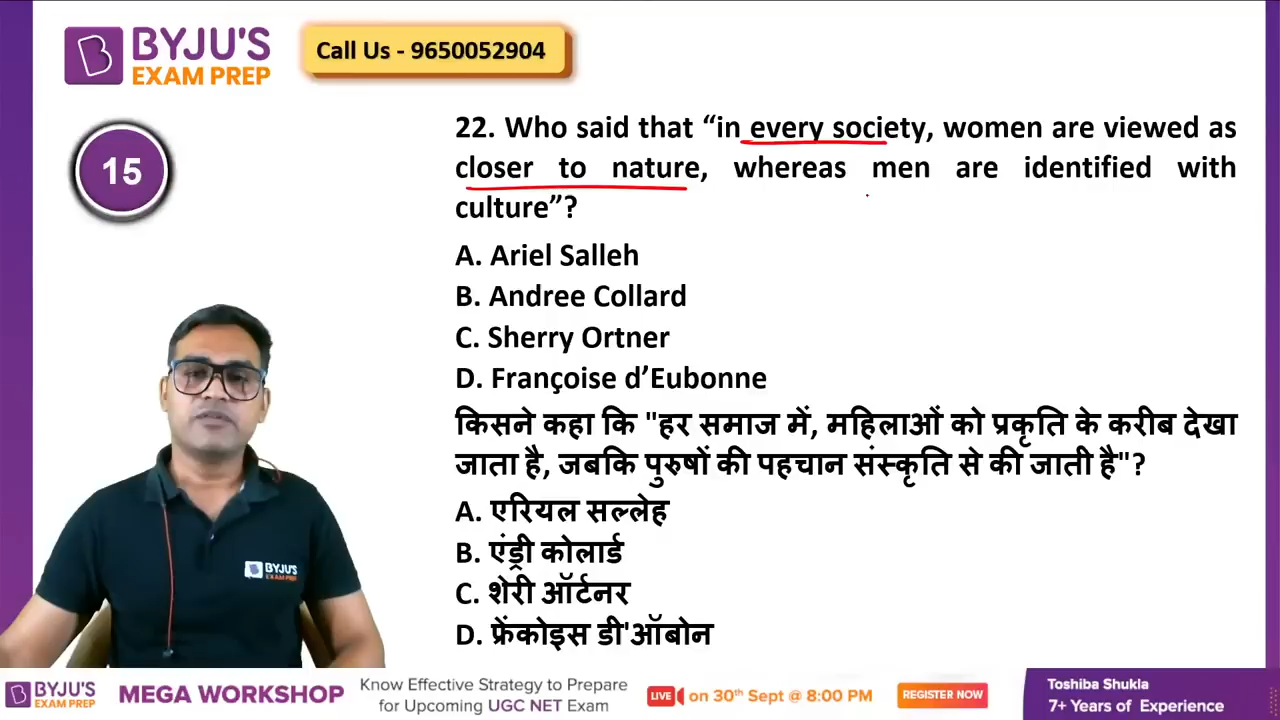 BYJU'S
EXAM PREP
Call Us - 9650052904
15
22. Who said that “in every society, women are viewed as
closer to nature, whereas men are identified with
culture”?
A. Ariel Salleh
B. Andree Collard
C. Sherry Ortner
D. Françoise d’Eubonne
किसने कहा कि "हर समाज में, महिलाओं को प्रकृति के करीब देखा
जाता है, जबकि पुरुषों की पहचान संस्कृति से की जाती है"?
A. एरियल सल्लेह
B. एंड्री कोलार्ड
C. शेरी ऑर्टनर
D. फ्रेंकोइस डी'ऑबोन
BYJU'S
EXAM PREP
BYJU'S
EXAM PREP
MEGA WORKSHOP
Know Effective Strategy to Prepare
for Upcoming UGC NET Exam
LIVE on 30th Sept @ 8:00 PM
REGISTER NOW
Toshiba Shukla
7+ Years of Experience